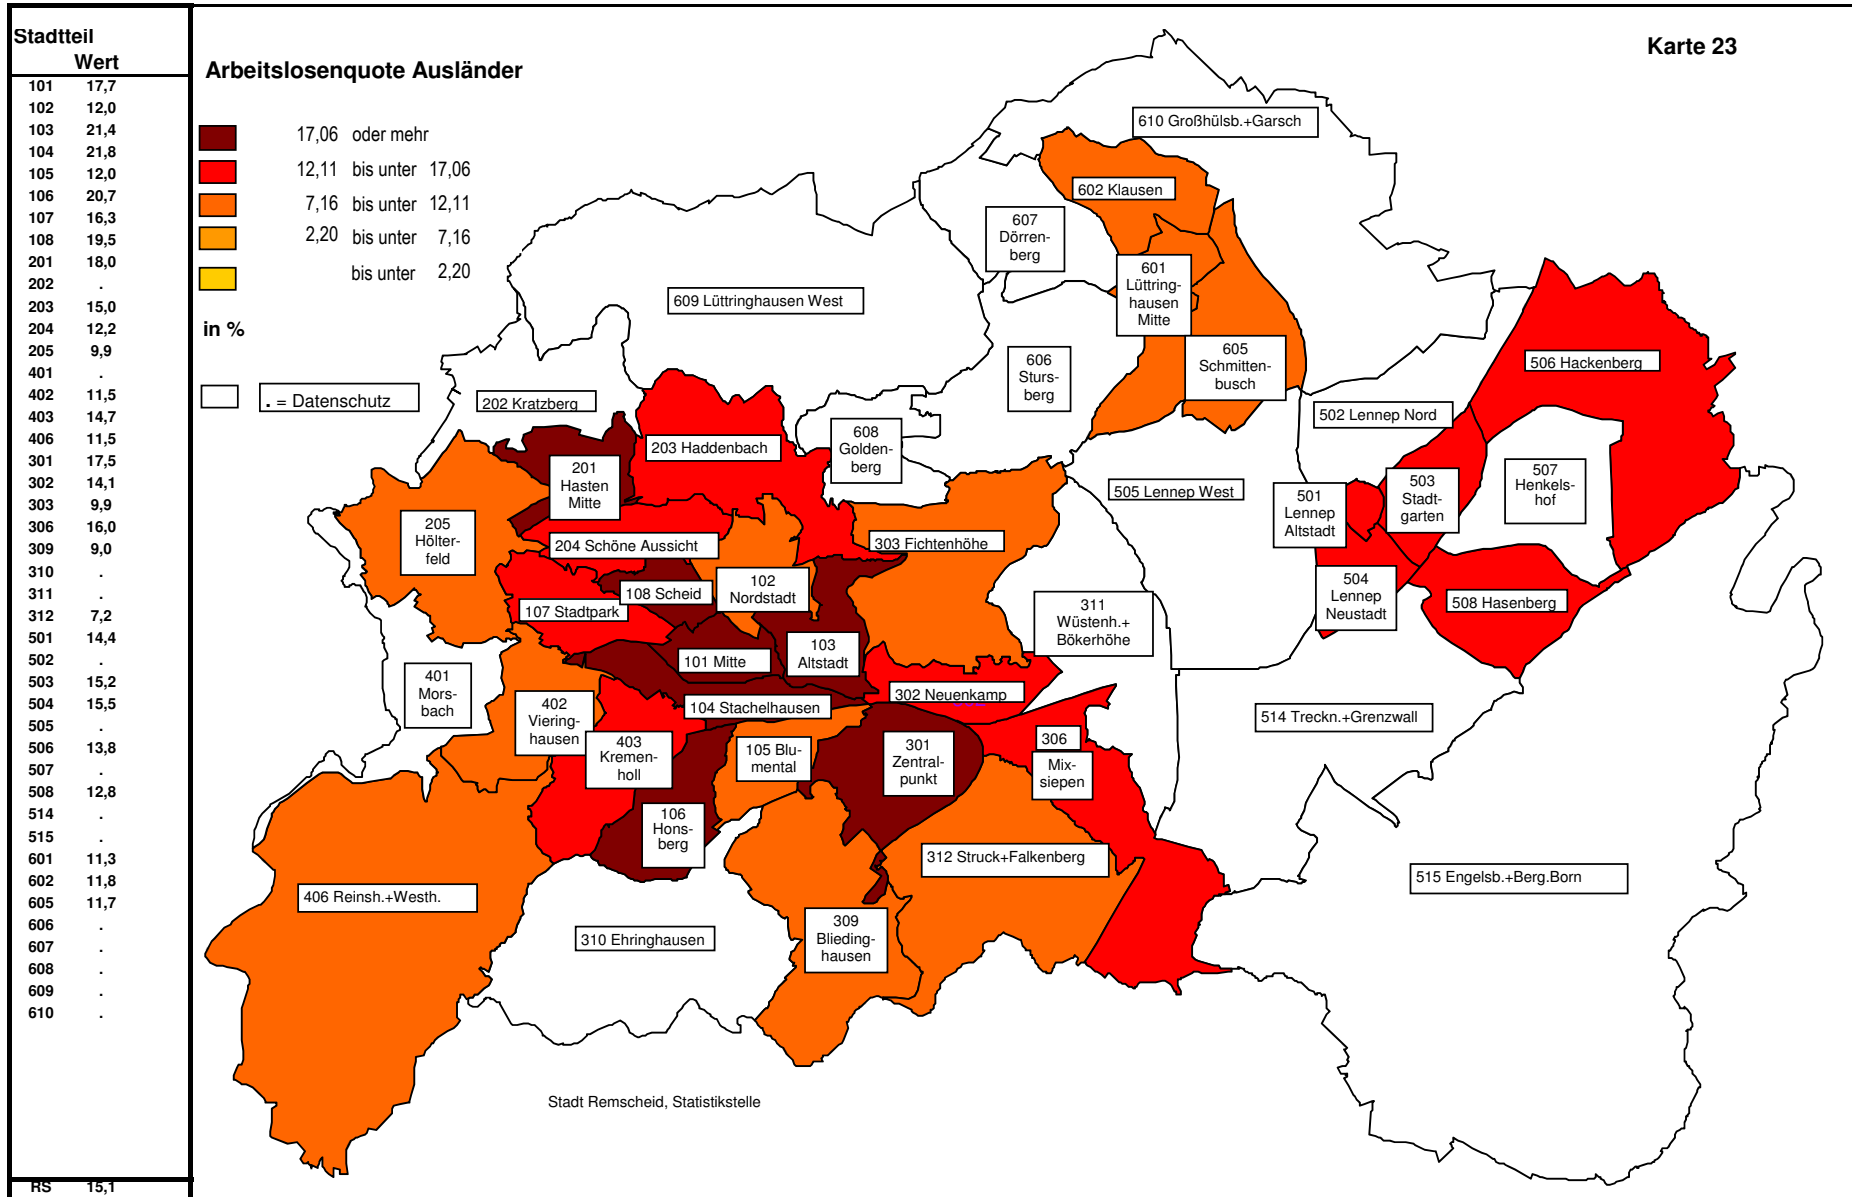 Stadtteil
Wert
101 17,7
102 12,0
103 21,4
104 21,8
105 12,0
106 20,7
107 16,3
108 19,5
201 18,0
202 .
203 15,0
204 12,2
205 9,9
401 .
402 11,5
403 14,7
406 11,5
301 17,5
302 14,1
303 9,9
306 16,0
309 9,0
310 .
311 .
312 7,2
501 14,4
502 .
503 15,2
504 15,5
505 .
506 13,8
507 .
508 12,8
514 .
515 .
601 11,3
602 11,8
605 11,7
606 .
607 .
608 .
609 .
610 .
RS 15,1
Karte 23
Arbeitslosenquote Ausländer
17,06 oder mehr
12,11 bis unter 17,06
7,16 bis unter 12,11
2,20 bis unter 7,16
bis unter 2,20
in %
. = Datenschutz
610 Großhülsb.+Garsch
602 Klausen
607
Dörren-
berg
601
Lüttring-
hausen
Mitte
609 Lüttringhausen West
605
Schmitten-
busch
606
Sturs-
berg
506 Hackenberg
202 Kratzberg
502 Lennep Nord
203 Haddenbach
608
Golden-
berg
201
Hasten
Mitte
505 Lennep West
501
Lennep
Altstadt
503
Stadt-
garten
507
Henkels-
hof
205
Hölter-
feld
204 Schöne Aussicht
303 Fichtenhöhe
102
Nordstadt
108 Scheid
107 Stadtpark
504
Lennep
Neustadt
508 Hasenberg
311
Wüstenh.+
Bökerhöhe
103
Altstadt
101 Mitte
401
Mors-
bach
302 Neuenkamp
104 Stachelhausen
402
Viering-
hausen
514 Treckn.+Grenzwall
403
Kremen-
holl
105 Blu-
mental
301
Zentral-
punkt
306
Mix-
siepen
106
Hons-
berg
312 Struck+Falkenberg
515 Engelsb.+Berg.Born
406 Reinsh.+Westh.
310 Ehringhausen
309
Blieding-
hausen
Stadt Remscheid, Statistikstelle